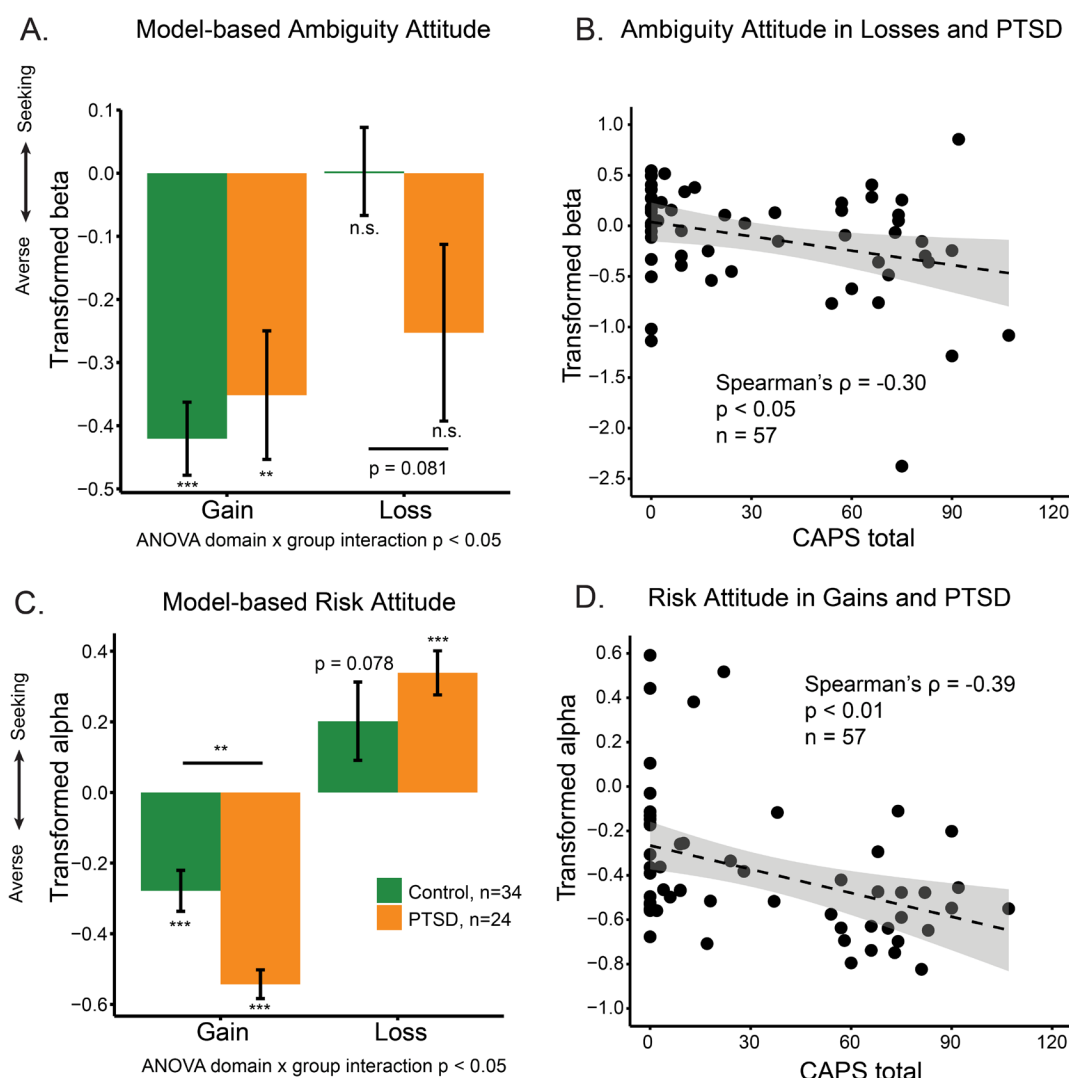 A.
Model-based Ambiguity Attitude
Averse
Seeking
Transformed beta
0.1
0.0
−0.1
−0.2
−0.3
−0.4
−0.5
***
**
n.s.
n.s.
p = 0.081
Gain
Loss
ANOVA domain x group interaction p < 0.05
B.
Ambiguity Attitude in Losses and PTSD
Transformed beta
1.0
0.5
0.0
−0.5
−1.0
−1.5
−2.0
−2.5
Spearman's ρ = -0.30
p < 0.05
n = 57
0
30
60
90
120
CAPS total
C.
Model-based Risk Attitude
Averse
Seeking
Transformed alpha
0.4
0.2
0.0
−0.2
−0.4
−0.6
**
***
***
p = 0.078
***
Control, n=34
PTSD, n=24
Gain
Loss
ANOVA domain x group interaction p < 0.05
D.
Risk Attitude in Gains and PTSD
Transformed alpha
0.6
0.4
0.2
0.0
−0.2
−0.4
−0.6
−0.8
−1.0
Spearman's ρ = -0.39
p < 0.01
n = 57
0
30
60
90
120
CAPS total